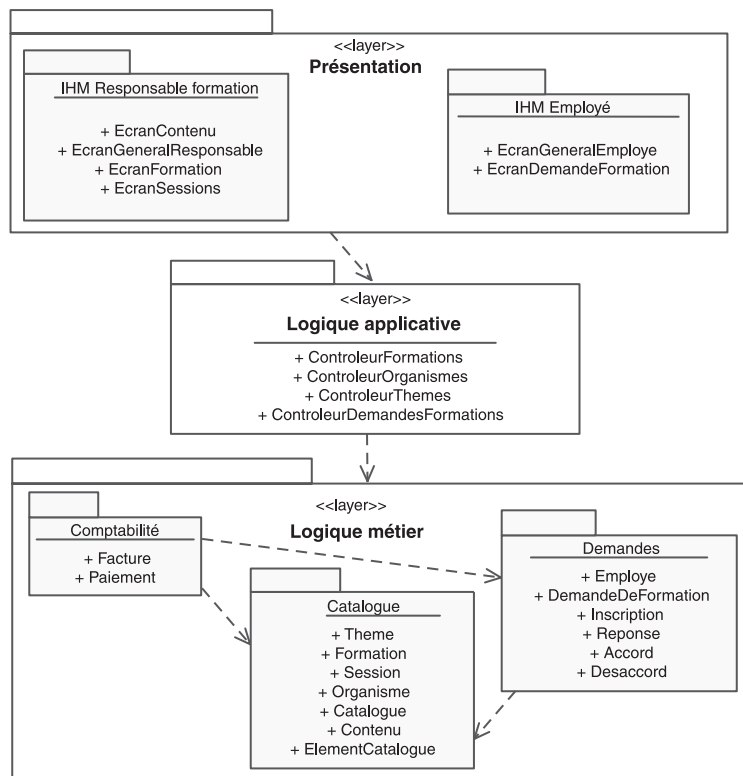 <<layer>>
Présentation
IHM Responsable formation
+ EcranContenu
+ EcranGeneralResponsable
+ EcranFormation
+ EcranSessions
IHM Employé
+ EcranGeneralEmploye
+ EcranDemandeFormation
<<layer>>
Logique applicative
+ ControleurFormations
+ ControleurOrganismes
+ ControleurThemes
+ ControleurDemandesFormations
<<layer>>
Logique métier
Comptabilité
+ Facture
+ Paiement
Catalogue
+ Theme
+ Formation
+ Session
+ Organisme
+ Catalogue
+ Contenu
+ ElementCatalogue
Demandes
+ Employe
+ DemandeDeFormation
+ Inscription
+ Reponse
+ Accord
+ Desaccord